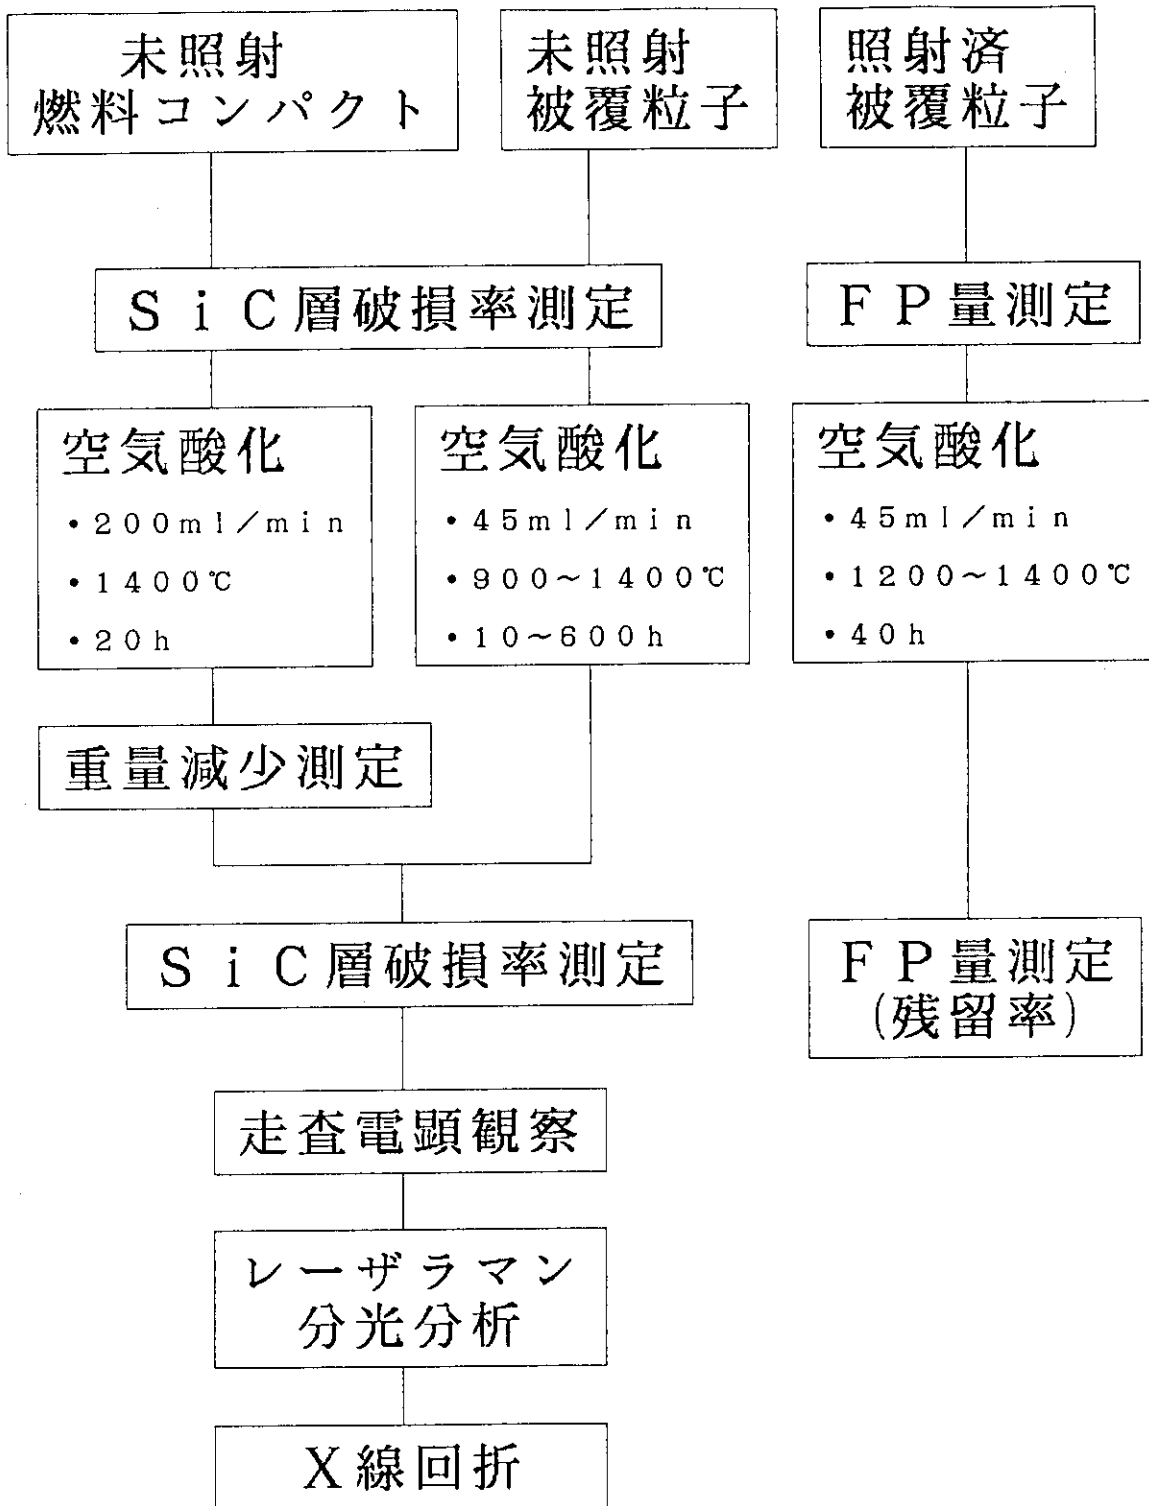 未照射
燃料コンパクト
未照射
被覆粒子
照射済
被覆粒子
SiC層破損率測定
FP量測定
空気酸化
・200ml/min
・1400℃
・20h
空気酸化
・45ml/min
・900~1400℃
・10~600h
空気酸化
・45ml/min
・1200~1400℃
・40h
重量減少測定
SiC層破損率測定
FP量測定
(残留率)
走査電顕観察
レーザラマン
分光分析
X線回折